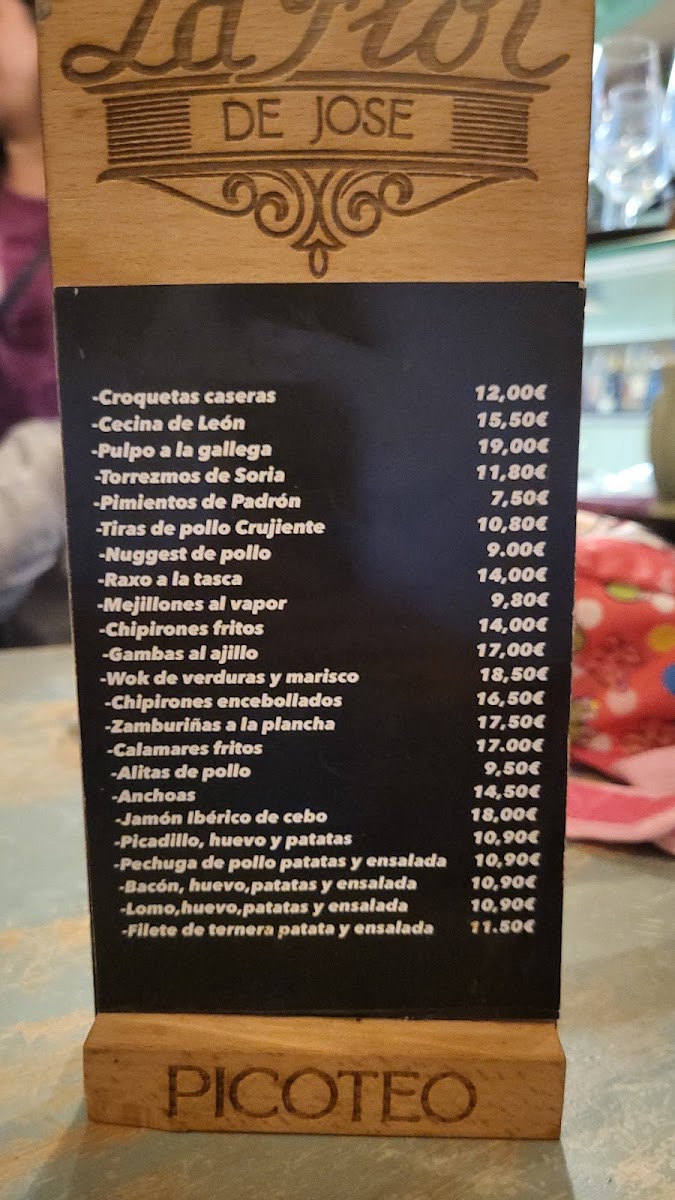 La Flor
DE JOSE
-Croquetas caseras 12,00€
-Cecina de León 15,50€
-Pulpo a la gallega 19,00€
-Torrezmos de Soria 11,80€
-Pimientos de Padrón 7,50€
-Tiras de pollo Crujiente 10,80€
-Nuggest de pollo 9.00€
-Raxo a la tasca 14,00€
-Mejillones al vapor 9,80€
-Chipirones fritos 14,00€
-Gambas al ajillo 17,00€
-Wok de verduras y marisco 18,50€
-Chipirones encebollados 16,50€
-Zamburiñas a la plancha 17,50€
-Calamares fritos 17.00€
-Alitas de pollo 9,50€
-Anchoas 14,50€
-Jamón Ibérico de cebo 18,00€
-Picadillo, huevo y patatas 10,90€
-Pechuga de pollo patatas y ensalada 10,90€
-Bacón, huevo,patatas y ensalada 10,90€
-Lomo,huevo,patatas y ensalada 10,90€
-Filete de ternera patata y ensalada 11.50€
PICOTEO